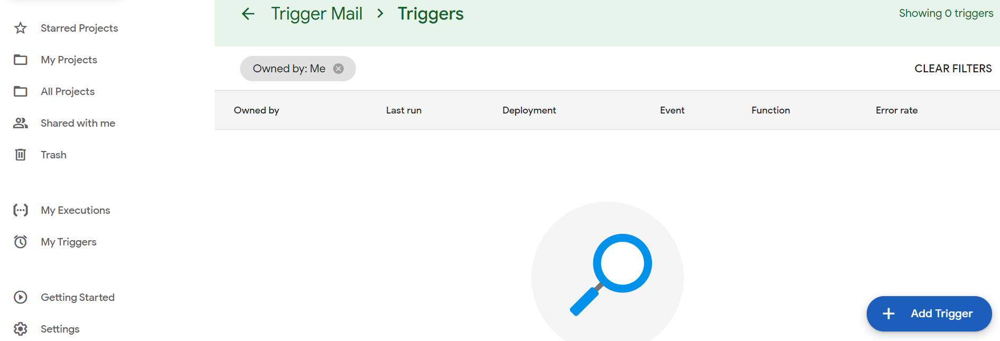 Starred Projects
My Projects
All Projects
Shared with me
Trash
My Executions
My Triggers
Getting Started
Settings
Trigger Mail > Triggers
Showing 0 triggers
Owned by: Me
CLEAR FILTERS
Owned by Last run Deployment Event Function Error rate
Add Trigger